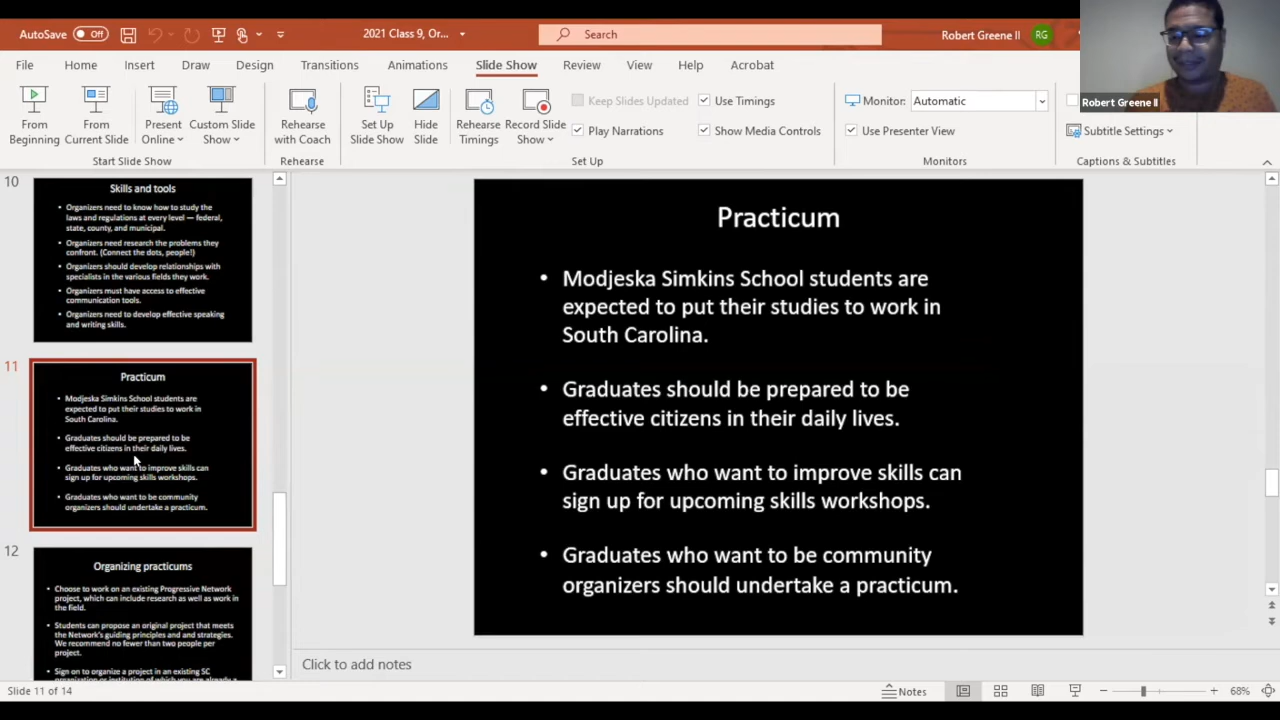 AutoSave Off 2021 Class 9, Or... Search Robert Greene II RG
File Home Insert Draw Design Transitions Animations Slide Show Review View Help Acrobat
Robert Greene II
From Beginning
From Current Slide
Present Online
Custom Slide Show
Start Slide Show
Rehearse with Coach
Rehearse
Set Up Slide Show
Hide Slide
Rehearse Timings
Record Slide Show
Keep Slides Updated
Play Narrations
Use Timings
Show Media Controls
Set Up
Monitor: Automatic
Use Presenter View
Monitors
Subtitle Settings
Captions & Subtitles
10
Skills and tools
• Organizers need to know how to study the
laws and regulations at every level — federal,
state, county, and municipal.
• Organizers need research the problems they
confront. (Connect the dots, people!)
• Organizers should develop relationships with
specialists in the various fields they work.
• Organizers must have access to effective
communication tools.
• Organizers need to develop effective speaking
and writing skills.
11
Practicum
• Modjeska Simkins School students are
expected to put their studies to work in
South Carolina.
• Graduates should be prepared to be
effective citizens in their daily lives.
• Graduates who want to improve skills can
sign up for upcoming skills workshops.
• Graduates who want to be community
organizers should undertake a practicum.
12
Organizing practicums
• Choose to work on an existing Progressive Network
project, which can include research as well as work in
the field.
• Students can propose an original project that meets
the Network's guiding principles and and strategies.
We recommend no fewer than two people per
project.
• Sign on to organize a project in an existing SC
organization or institution of which you are already a
Practicum
• Modjeska Simkins School students are
expected to put their studies to work in
South Carolina.
• Graduates should be prepared to be
effective citizens in their daily lives.
• Graduates who want to improve skills can
sign up for upcoming skills workshops.
• Graduates who want to be community
organizers should undertake a practicum.
Click to add notes
Slide 11 of 14 Notes 68%